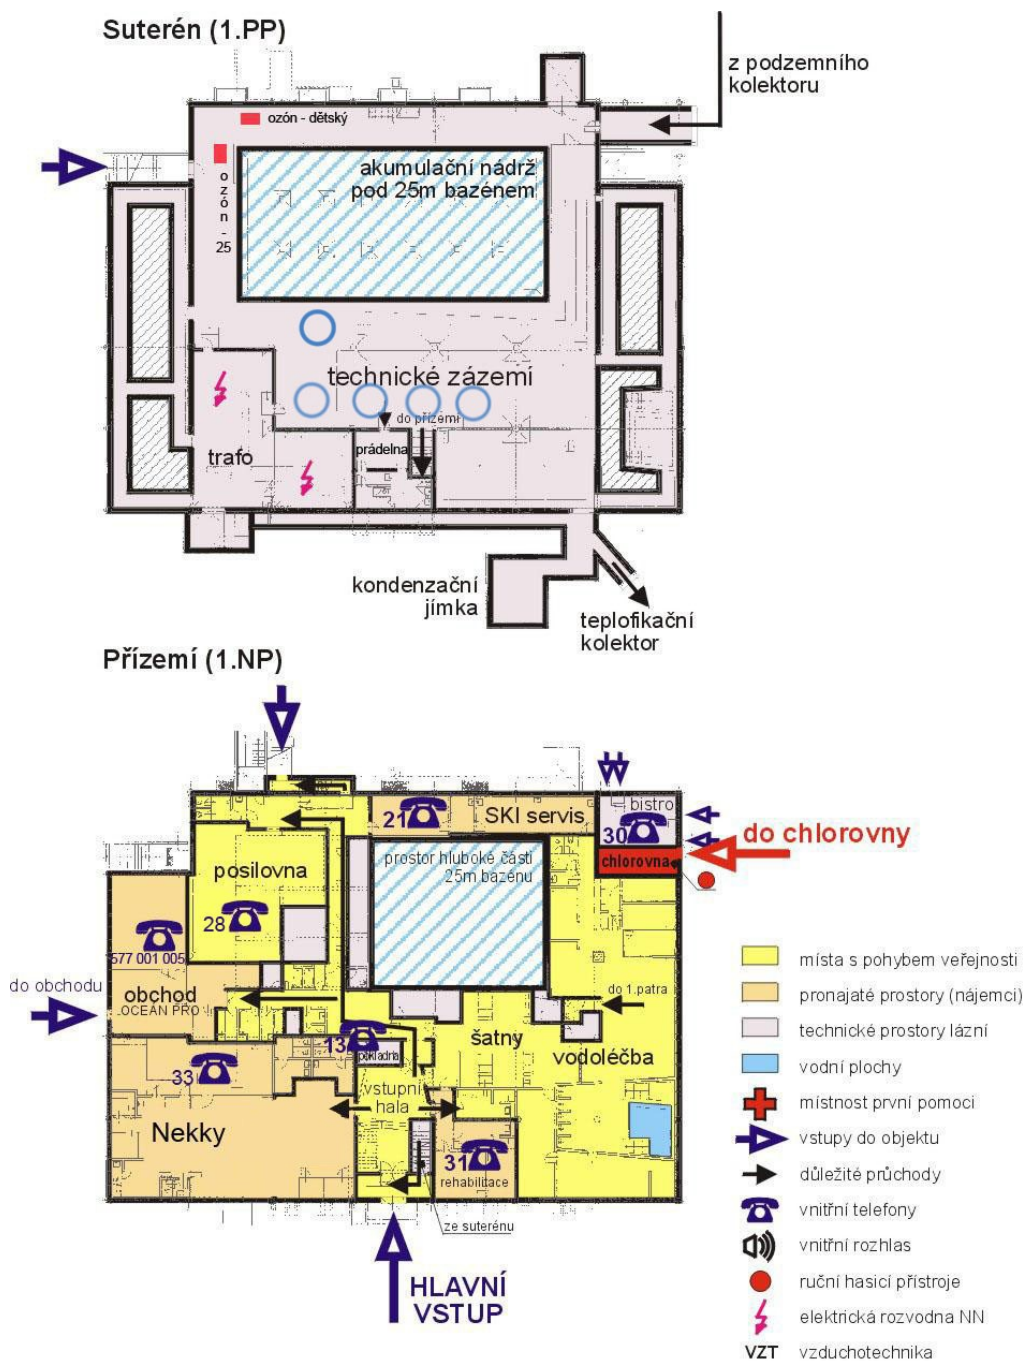 Suterén (1.PP)
z podzemního
kolektoru
ozón - dětský
akumulační nádrž
pod 25m bazénem
ozón - 25
technické zázemí
do přízemí
prádelna
trafo
kondenzační
jímka
teplofikační
kolektor
Přízemí (1.NP)
21
SKI servis
bistro
30
do chlorovny
chlorovna
prostor hluboké části
25m bazénu
posilovna
28
577 001 005
do obchodu
obchod
OCEÁN PRO
do 1.patra
šatny
vodoléčba
13
pokladna
33
vstupní
hala
Nekky
31
rehabilitace
ze suterénu
HLAVNÍ
VSTUP
místa s pohybem veřejnosti
pronajaté prostory (nájemci)
technické prostory lázní
vodní plochy
místnost první pomoci
vstupy do objektu
důležité průchody
vnitřní telefony
vnitřní rozhlas
ruční hasicí přístroje
elektrická rozvodna NN
VZT vzduchotechnika